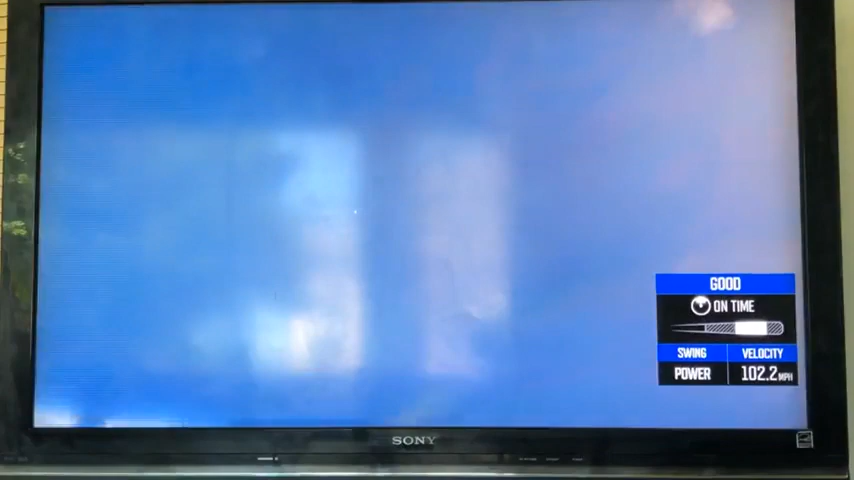 GOOD
ON TIME
SWING VELOCITY
POWER 102.2 MPH
SONY